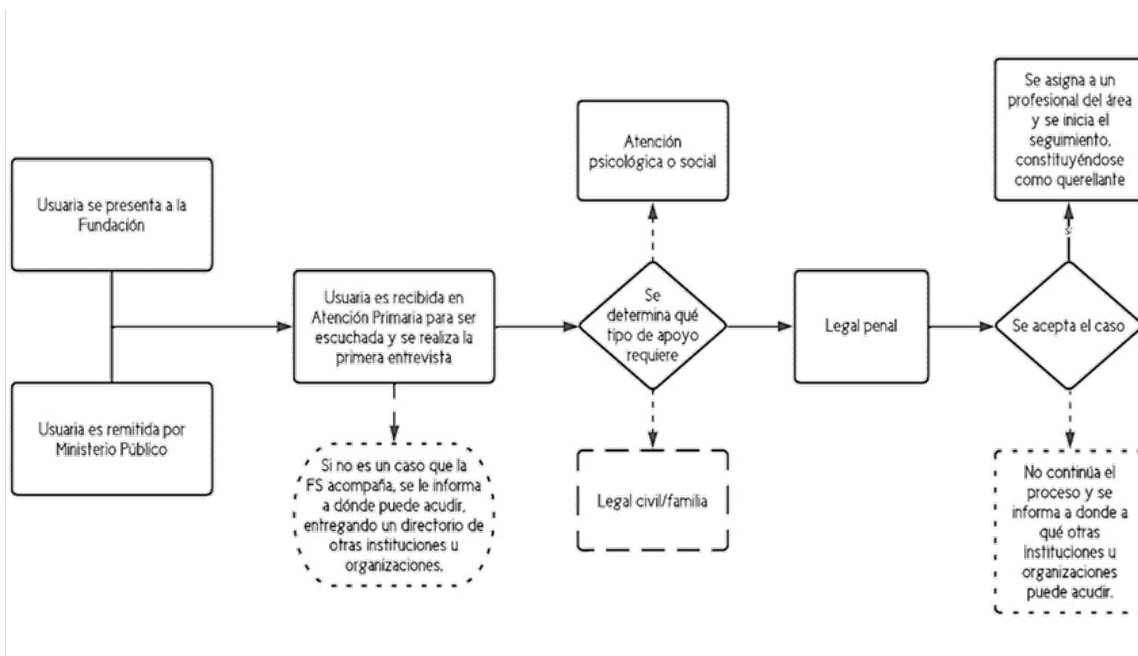 Usuaria se presenta a la
Fundación
Usuaria es remitida por
Ministerio Público
Usuaria es recibida en
Atención Primaria para ser
escuchada y se realiza la
primera entrevista
Si no es un caso que la
FS acompaña, se le informa
a dónde puede acudir,
entregando un directorio de
otras instituciones u
organizaciones.
Atención
psicológica o social
Se
determina qué
tipo de apoyo
requiere
Legal civil/familia
Legal penal
Se asigna a un
profesional del área
y se inicia el
seguimiento,
constituyéndose
como querellante
si
Se acepta el caso
No continúa el
proceso y se
informa a donde a
qué otras
instituciones u
organizaciones
puede acudir.